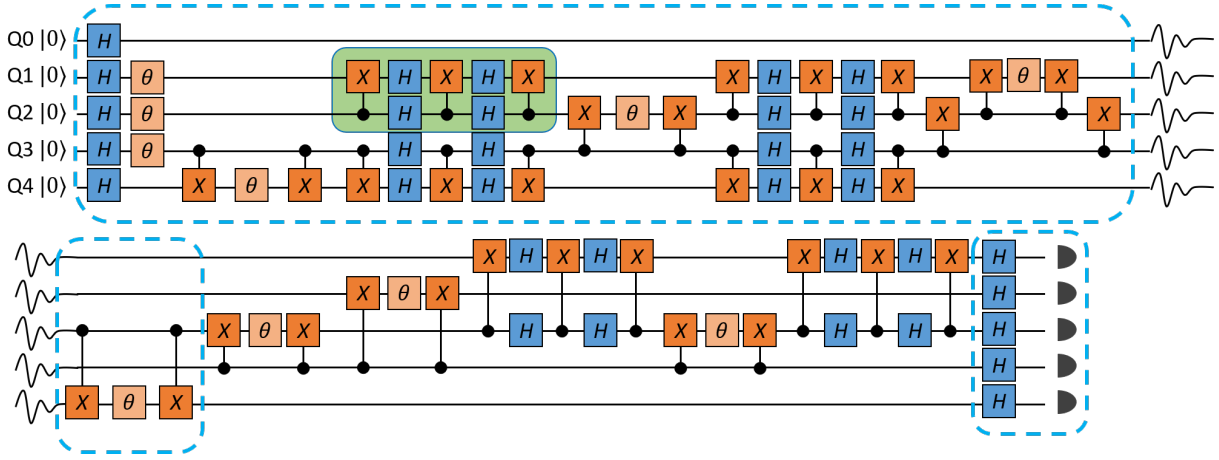 Q0 |0⟩ H
Q1 |0⟩ H θ X H X H X X H X H X X θ X
Q2 |0⟩ H θ H H X θ X H H X X
Q3 |0⟩ H θ H H H H
Q4 |0⟩ H X θ X X H X H X X H X H X
X H X H X X H X H X H
X θ X H
X θ X H H X θ X H H H
H
X θ X H